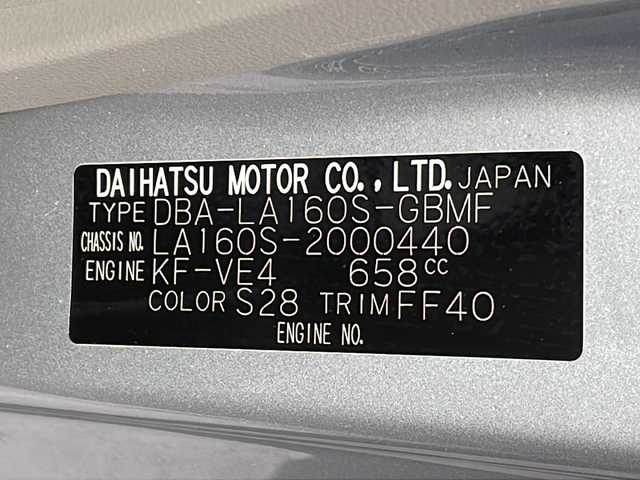 DAIHATSU MOTOR CO., LTD. JAPAN
TYPE DBA-LA160S-GBMF
CHASSIS NO. LA160S-2000440
ENGINE KF-VE4 658cc
COLOR S28 TRIM FF40
ENGINE NO.